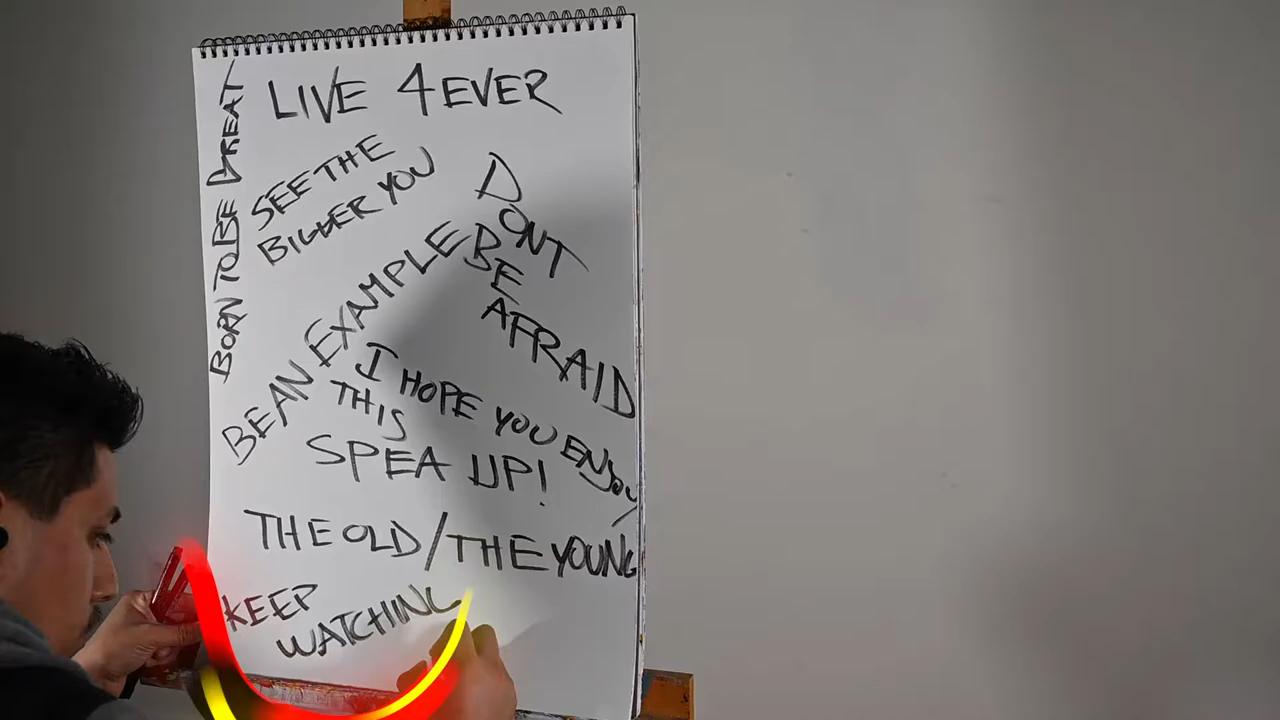 LIVE 4EVER
BORN TO BE GREAT
SEE THE
BIGGER YOU
DONT
BE
AFRAID
BE AN EXAMPLE
I HOPE YOU ENJOY
THIS
SPEA UP!
THE OLD/THE YOUNG
KEEP
WATCHING